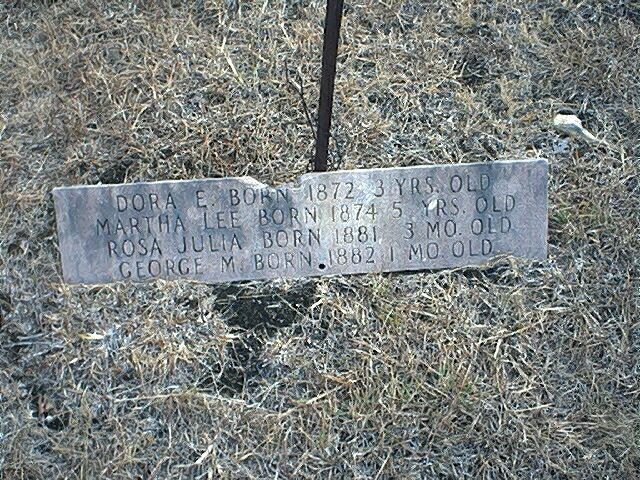 DORA E. BORN 1872 3 YRS. OLD
MARTHA LEE BORN 1874 5 YRS. OLD
ROSA JULIA BORN 1881 3 MO. OLD
GEORGE M. BORN 1882 1 MO. OLD